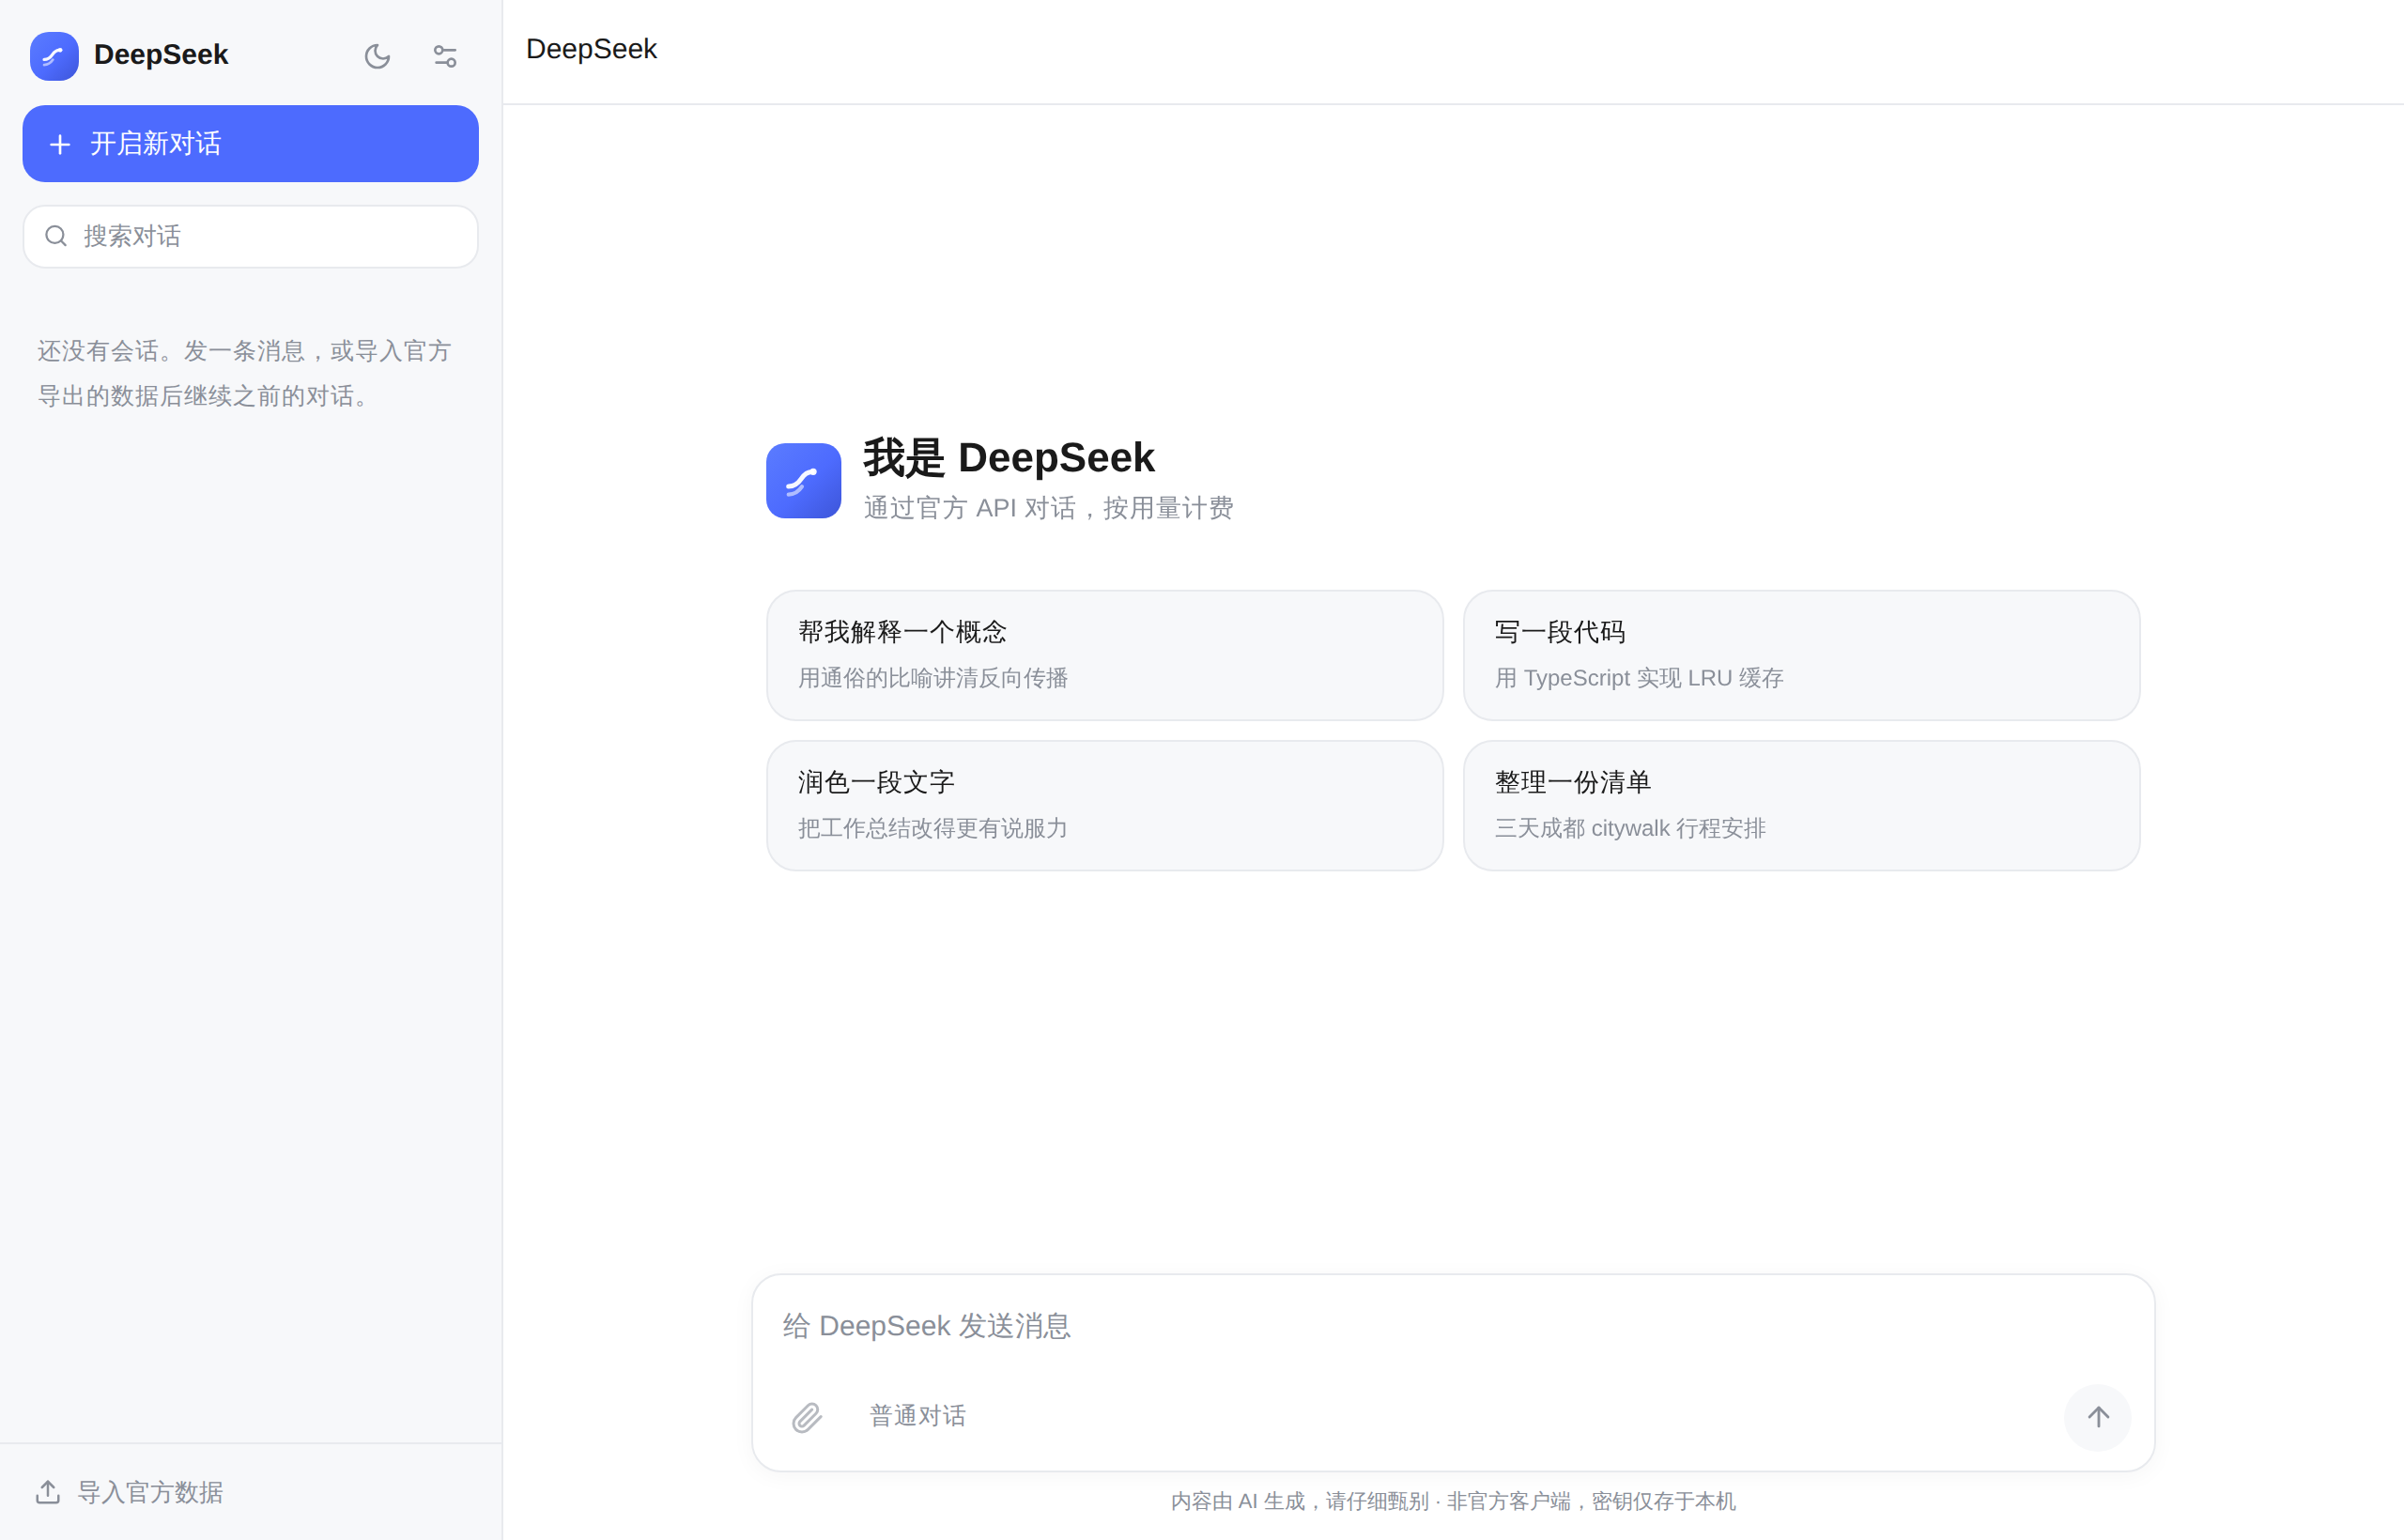 DeepSeek
开启新对话
搜索对话
还没有会话。发一条消息，或导入官方
导出的数据后继续之前的对话。
导入官方数据
DeepSeek
我是 DeepSeek
通过官方 API 对话，按用量计费
帮我解释一个概念
用通俗的比喻讲清反向传播
写一段代码
用 TypeScript 实现 LRU 缓存
润色一段文字
把工作总结改得更有说服力
整理一份清单
三天成都 citywalk 行程安排
给 DeepSeek 发送消息
普通对话
内容由 AI 生成，请仔细甄别 · 非官方客户端，密钥仅存于本机